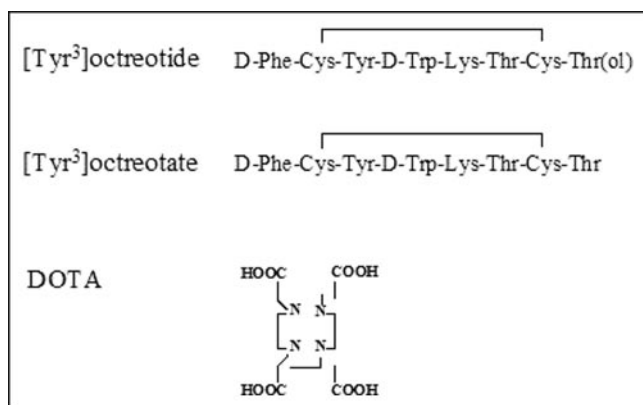 [Tyr³]octreotide D-Phe-Cys-Tyr-D-Trp-Lys-Thr-Cys-Thr(ol)
[Tyr³]octreotate D-Phe-Cys-Tyr-D-Trp-Lys-Thr-Cys-Thr
DOTA
HOOC COOH
N N
N N
HOOC COOH